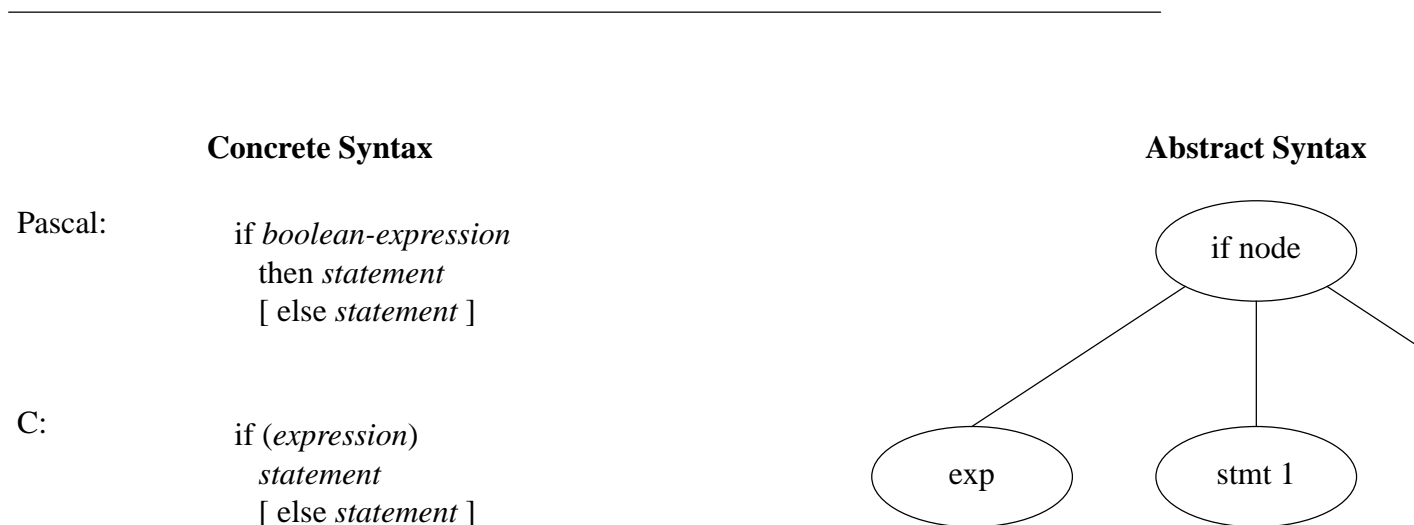 Concrete Syntax
Abstract Syntax
Pascal:
if boolean-expression
then statement
[ else statement ]
if node
C:
if (expression)
statement
[ else statement ]
exp
stmt 1